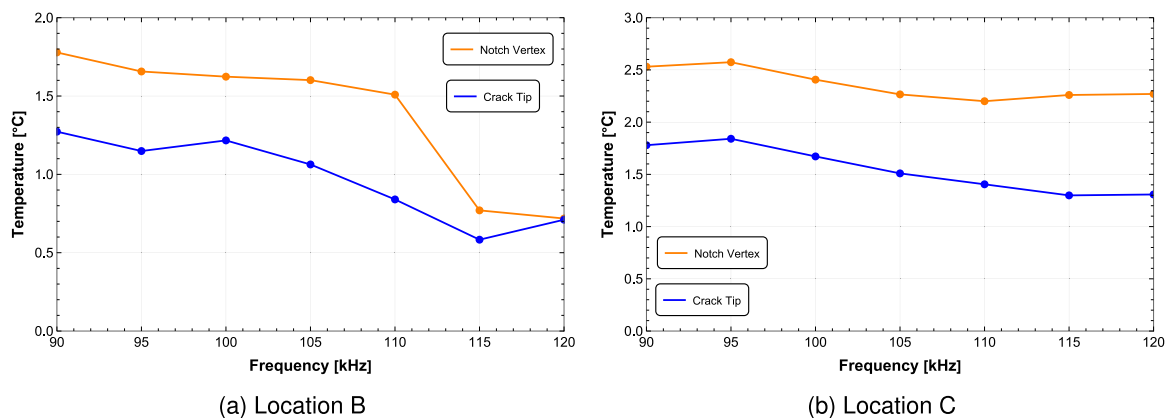 2.0
1.5
1.0
0.5
0.0
Temperature [°C]
Notch Vertex
Crack Tip
90 95 100 105 110 115 120
Frequency [kHz]
(a) Location B
3.0
2.5
2.0
1.5
1.0
0.5
0.0
Temperature [°C]
Notch Vertex
Crack Tip
90 95 100 105 110 115 120
Frequency [kHz]
(b) Location C